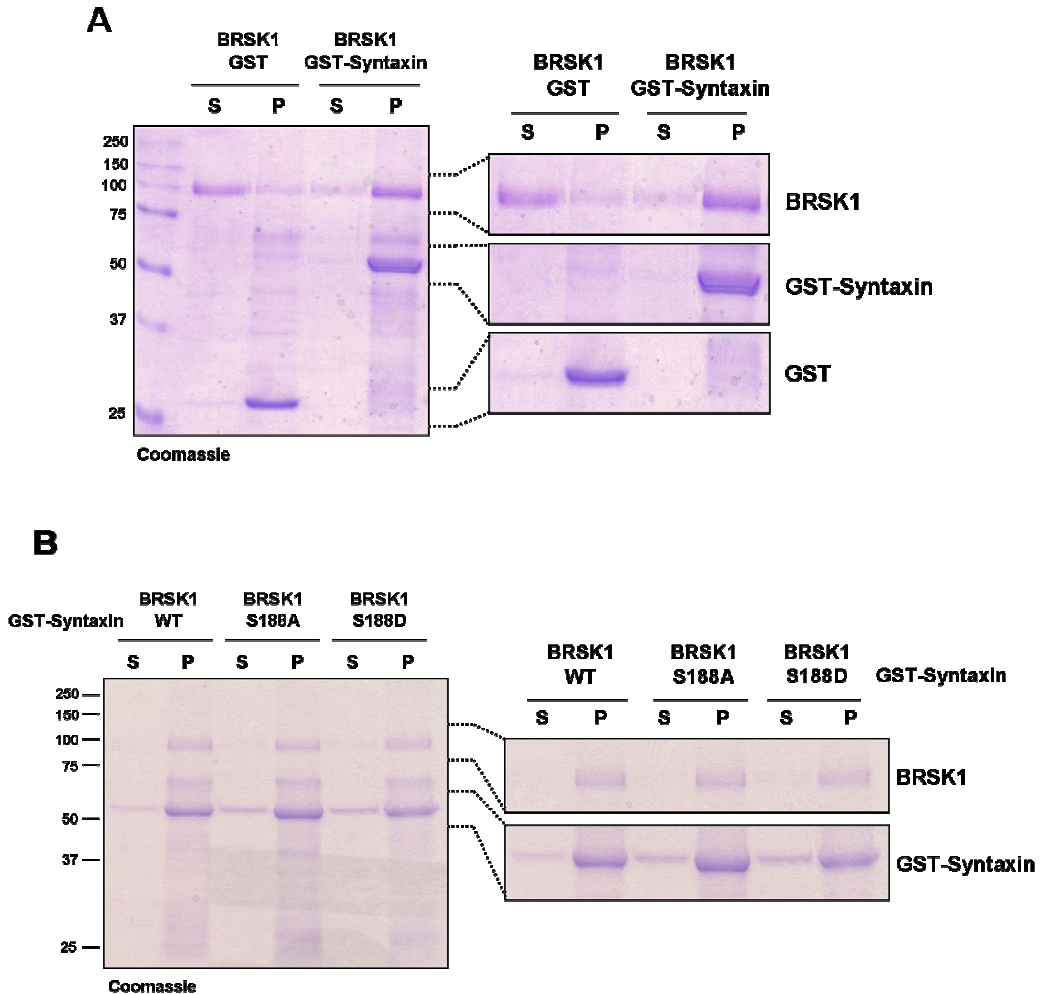 A
BRSK1 BRSK1
GST GST-Syntaxin
S P S P
250
150
100
75
50
37
25
Coomassie
BRSK1 BRSK1
GST GST-Syntaxin
S P S P
BRSK1
GST-Syntaxin
GST
B
BRSK1 BRSK1 BRSK1
GST-Syntaxin WT S188A S188D
S P S P S P
250
150
100
75
50
37
25
Coomassie
BRSK1 BRSK1 BRSK1
WT S188A S188D GST-Syntaxin
S P S P S P
BRSK1
GST-Syntaxin